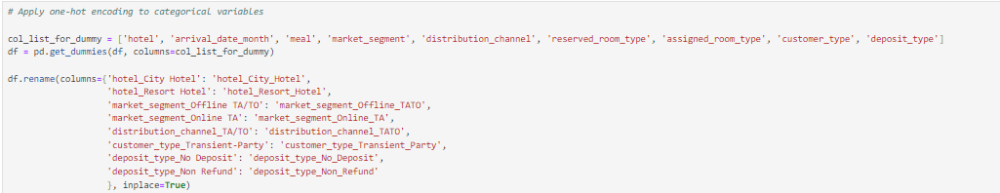 # Apply one-hot encoding to categorical variables
col_list_for_dummy = ['hotel', 'arrival_date_month', 'meal', 'market_segment', 'distribution_channel', 'reserved_room_type', 'assigned_room_type', 'customer_type', 'deposit_type']
df = pd.get_dummies(df, columns=col_list_for_dummy)
df.rename(columns={'hotel_City Hotel': 'hotel_City_Hotel',
'hotel_Resort Hotel': 'hotel_Resort_Hotel',
'market_segment_Offline TA/TO': 'market_segment_Offline_TATO',
'market_segment_Online TA': 'market_segment_Online_TA',
'distribution_channel_TA/TO': 'distribution_channel_TATO',
'customer_type_Transient-Party': 'customer_type_Transient_Party',
'deposit_type_No Deposit': 'deposit_type_No_Deposit',
'deposit_type_Non Refund': 'deposit_type_Non_Refund'
}, inplace=True)